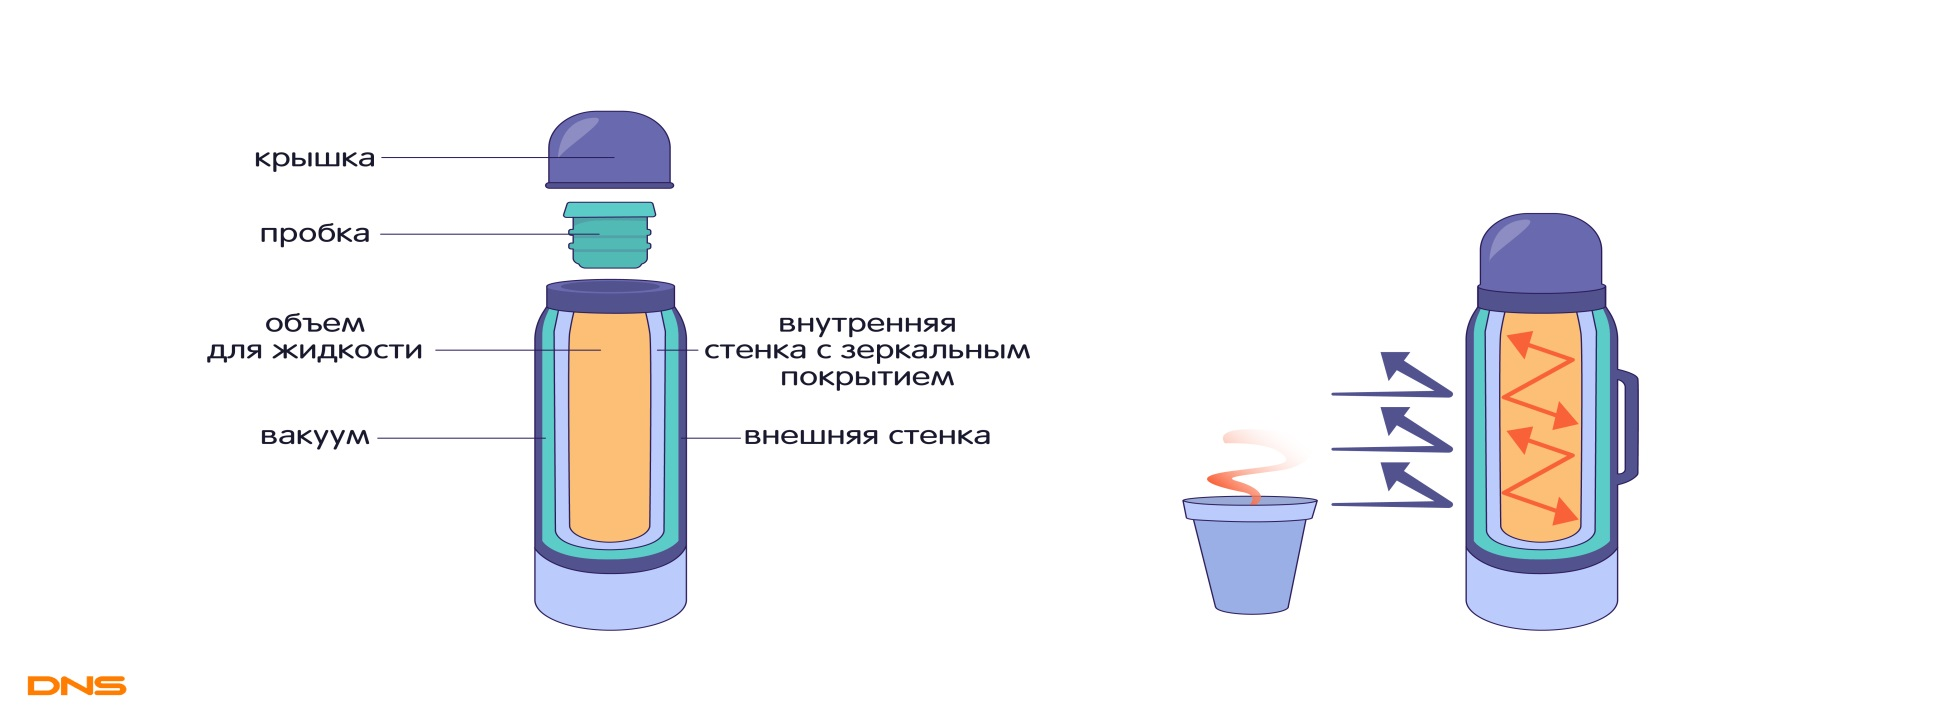 крышка
пробка
объем
для жидкости
внутренняя
стенка с зеркальным
покрытием
вакуум
внешняя стенка
DNS